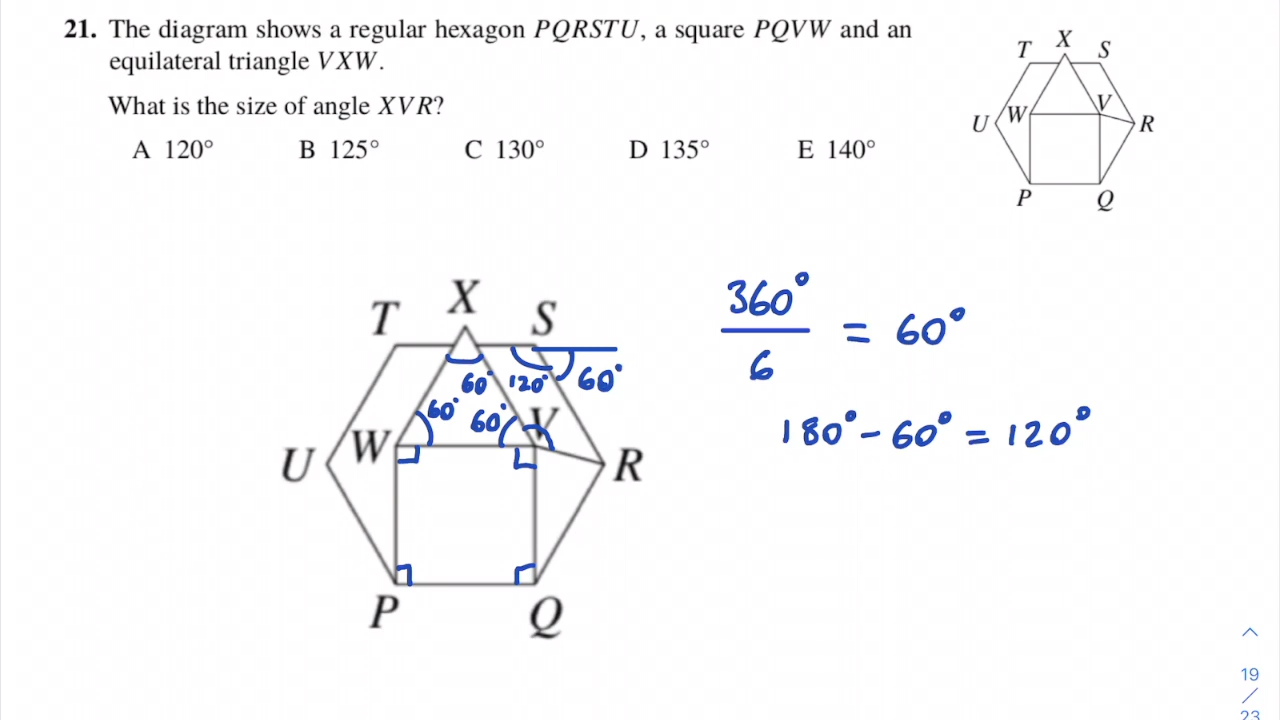 21. The diagram shows a regular hexagon PQRSTU, a square PQVW and an
equilateral triangle VXW.
What is the size of angle XVR?
A 120° B 125° C 130° D 135° E 140°
T X S
U W V R
P Q
T X S
60° 120° 60°
60° 60°
U W V R
P Q
360°
6
= 60°
180° - 60° = 120°
19
/
23